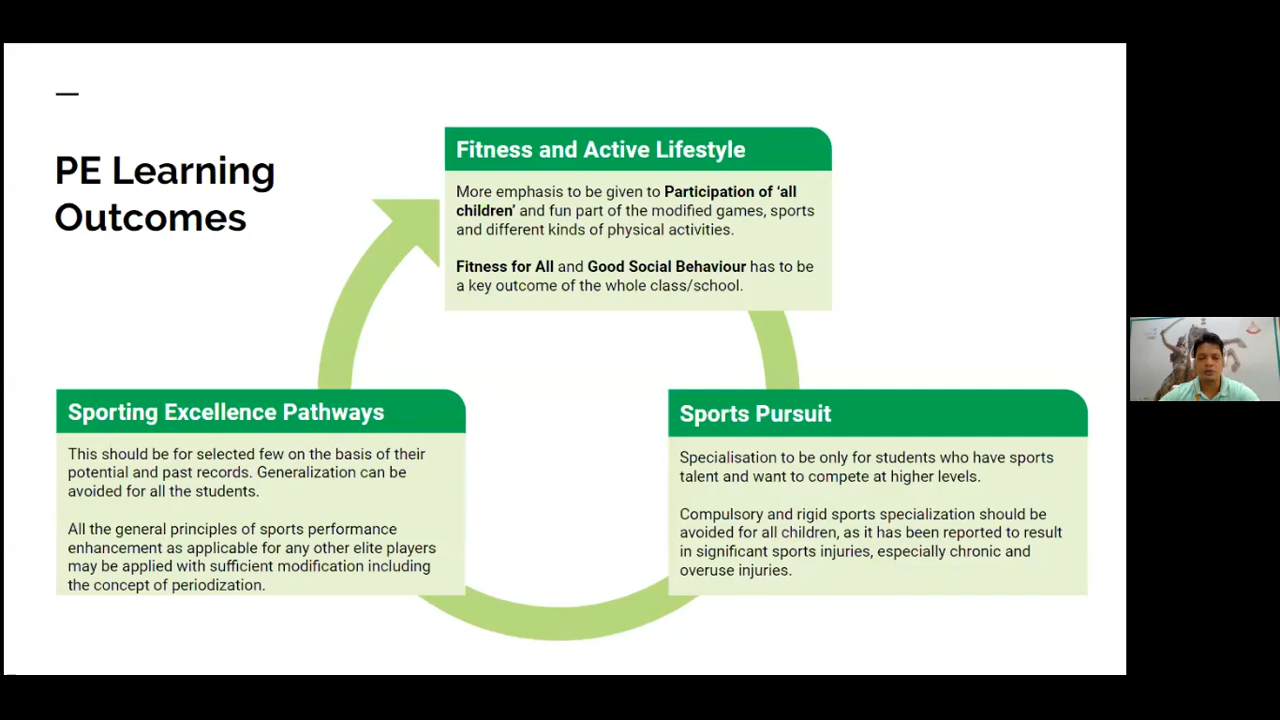 PE Learning
Outcomes
Fitness and Active Lifestyle
More emphasis to be given to Participation of ‘all
children’ and fun part of the modified games, sports
and different kinds of physical activities.
Fitness for All and Good Social Behaviour has to be
a key outcome of the whole class/school.
Sporting Excellence Pathways
This should be for selected few on the basis of their
potential and past records. Generalization can be
avoided for all the students.
All the general principles of sports performance
enhancement as applicable for any other elite players
may be applied with sufficient modification including
the concept of periodization.
Sports Pursuit
Specialisation to be only for students who have sports
talent and want to compete at higher levels.
Compulsory and rigid sports specialization should be
avoided for all children, as it has been reported to result
in significant sports injuries, especially chronic and
overuse injuries.